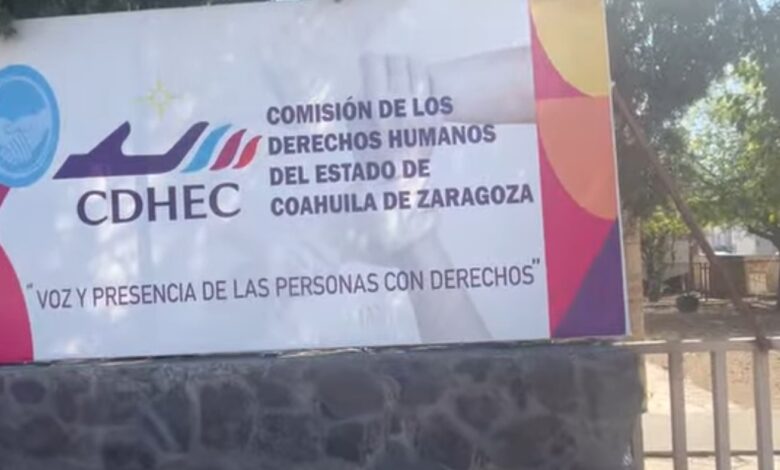 CDHEC
COMISIÓN DE LOS
DERECHOS HUMANOS
DEL ESTADO DE
COAHUILA DE ZARAGOZA
"VOZ Y PRESENCIA DE LAS PERSONAS CON DERECHOS"